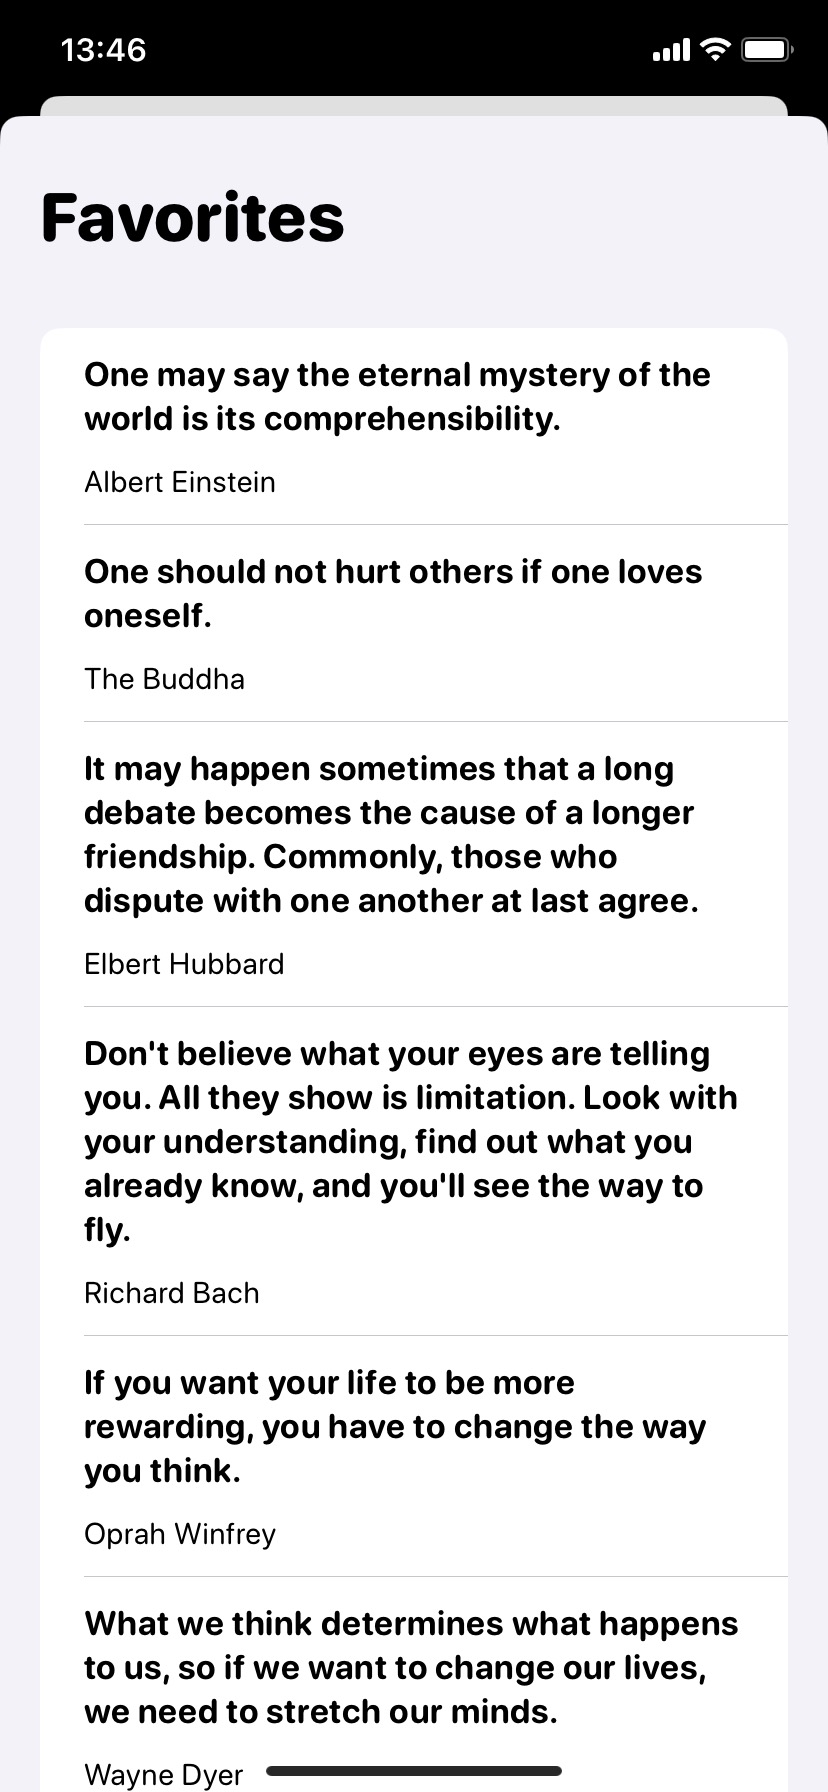 13:46
Favorites
One may say the eternal mystery of the
world is its comprehensibility.
Albert Einstein
One should not hurt others if one loves
oneself.
The Buddha
It may happen sometimes that a long
debate becomes the cause of a longer
friendship. Commonly, those who
dispute with one another at last agree.
Elbert Hubbard
Don't believe what your eyes are telling
you. All they show is limitation. Look with
your understanding, find out what you
already know, and you'll see the way to
fly.
Richard Bach
If you want your life to be more
rewarding, you have to change the way
you think.
Oprah Winfrey
What we think determines what happens
to us, so if we want to change our lives,
we need to stretch our minds.
Wayne Dyer